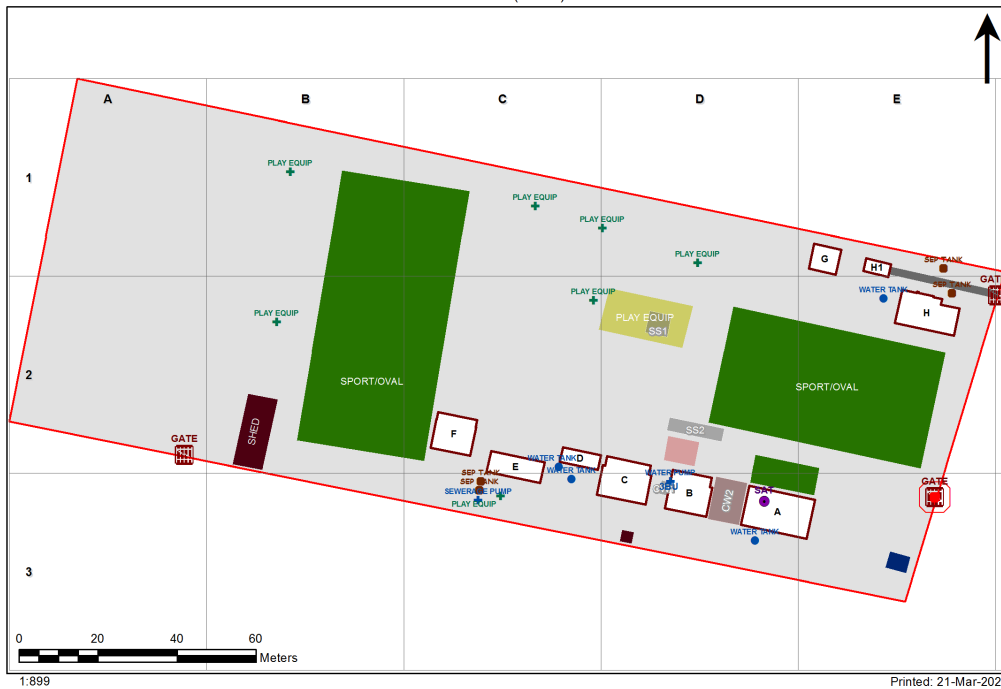 A
B
C
D
E
1
PLAY EQUIP
PLAY EQUIP
PLAY EQUIP
PLAY EQUIP
G
H1
SEP TANK
GAT
SEP TANK
WATER TANK
PLAY EQUIP
H
PLAY EQUIP
PLAY EQUIP
SS1
2
SPORT/OVAL
SPORT/OVAL
SHED
GATE
F
SS2
D
WATER TANK
E
WATER TANK
SEP TANK
SEP TANK
SEWERAGE PUMP
PLAY EQUIP
C
WATER PUMP
B
CW2
SAT
A
GATE
WATER TANK
3
0 20 40 60
Meters
1:899
Printed: 21-Mar-202